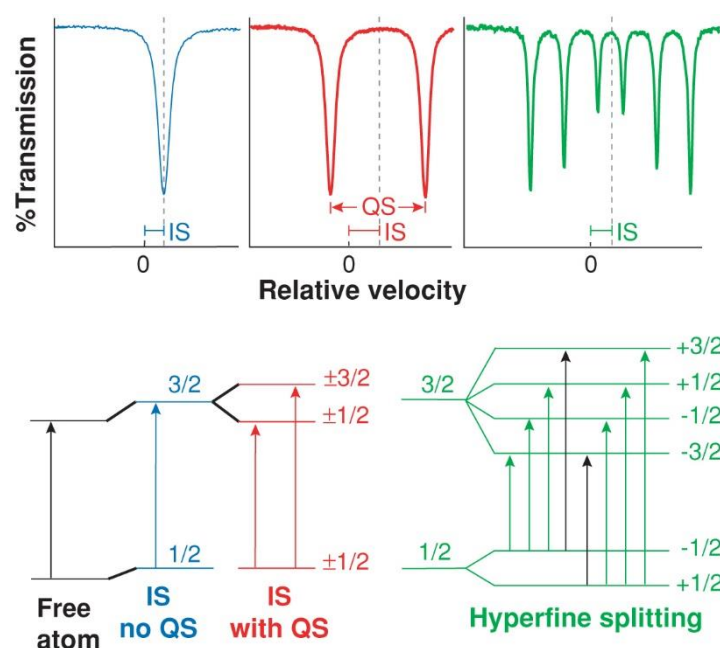 %Transmission
IS
0
QS
IS
0
IS
0
Relative velocity
3/2
1/2
±3/2
±1/2
±1/2
3/2
1/2
+3/2
+1/2
-1/2
-3/2
-1/2
+1/2
Free
atom
IS
no QS
IS
with QS
Hyperfine splitting